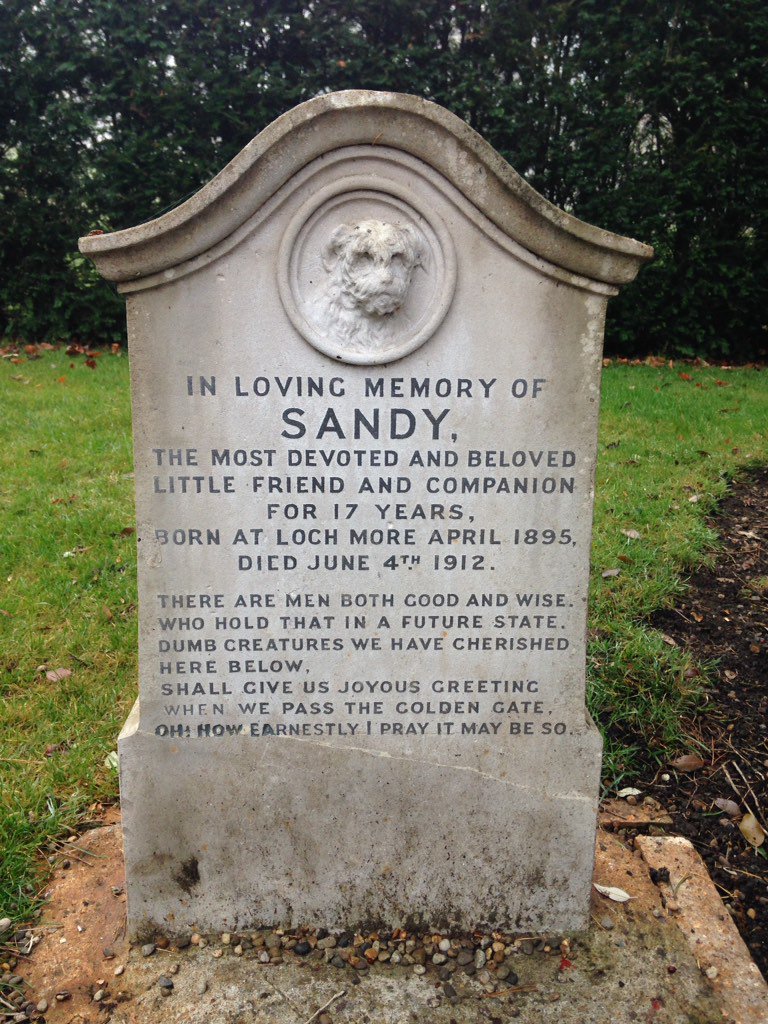 IN LOVING MEMORY OF
SANDY,
THE MOST DEVOTED AND BELOVED
LITTLE FRIEND AND COMPANION
FOR 17 YEARS,
BORN AT LOCH MORE APRIL 1895,
DIED JUNE 4TH 1912.
THERE ARE MEN BOTH GOOD AND WISE.
WHO HOLD THAT IN A FUTURE STATE.
DUMB CREATURES WE HAVE CHERISHED
HERE BELOW,
SHALL GIVE US JOYOUS GREETING
WHEN WE PASS THE GOLDEN GATE,
OH! HOW EARNESTLY I PRAY IT MAY BE SO.